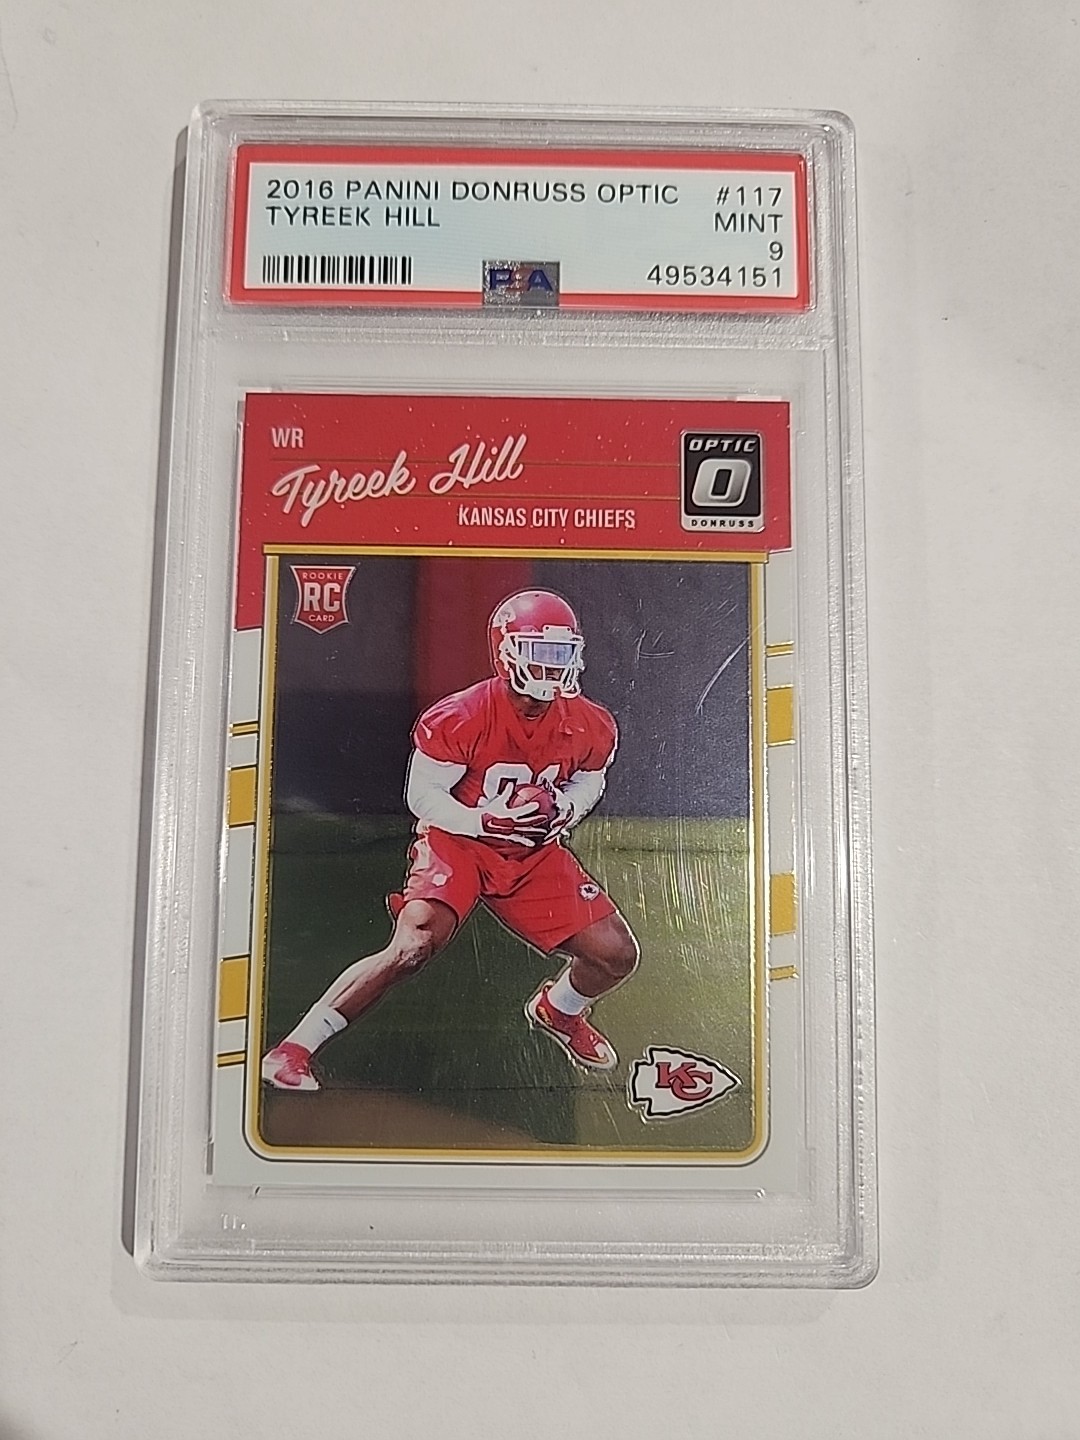 2016 PANINI DONRUSS OPTIC #117
TYREEK HILL MINT
9
PSA 49534151
WR
Tyreek Hill
KANSAS CITY CHIEFS
OPTIC
O
DONRUSS
ROOKIE
RC
CARD
81
KC